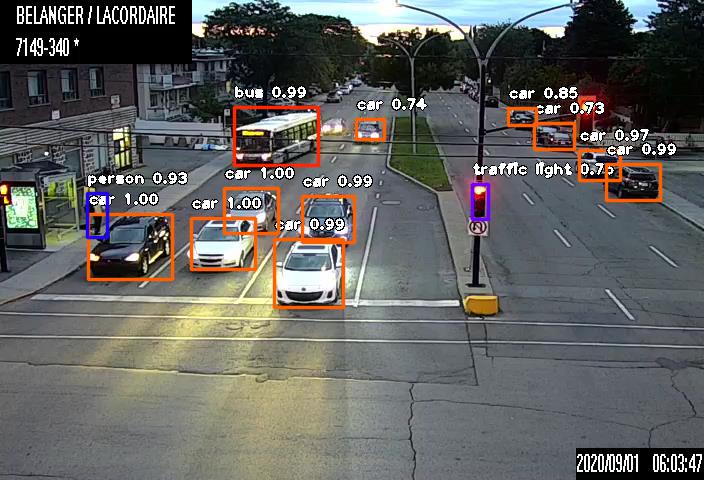 BELANGER / LACORDAIRE
7149-340 *
bus 0.99
car 0.74
car 0.85
car 0.73
car 0.97
car 0.99
traffic light 0.76
person 0.93
car 1.00
car 1.00
car 1.00
car 0.99
car 0.99
2020/09/01 06:03:47